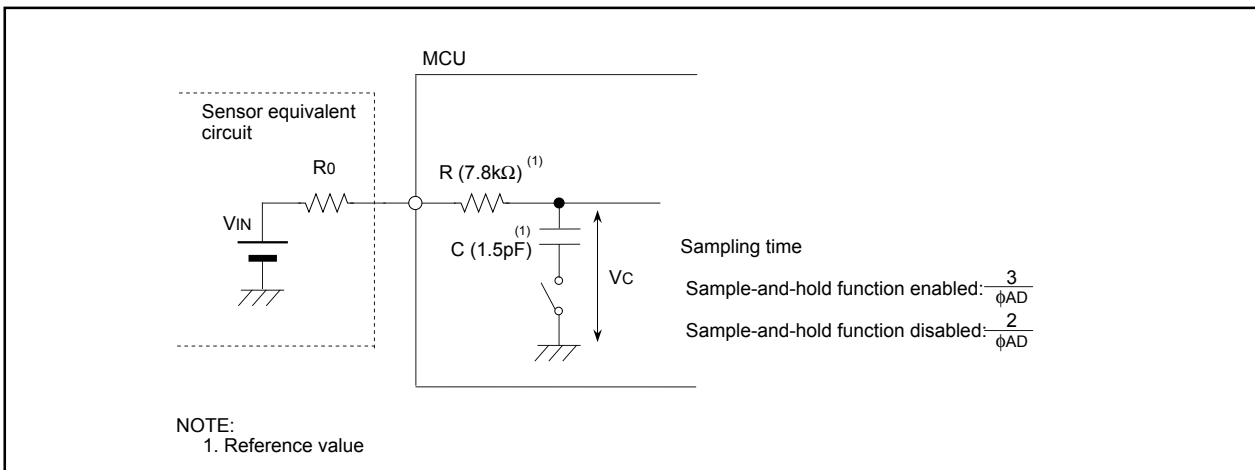 MCU
Sensor equivalent
circuit
R0
R (7.8kΩ) (1)
VIN
(1)
C (1.5pF)
VC
Sampling time
Sample-and-hold function enabled: 3/ϕAD
Sample-and-hold function disabled: 2/ϕAD
NOTE:
1. Reference value